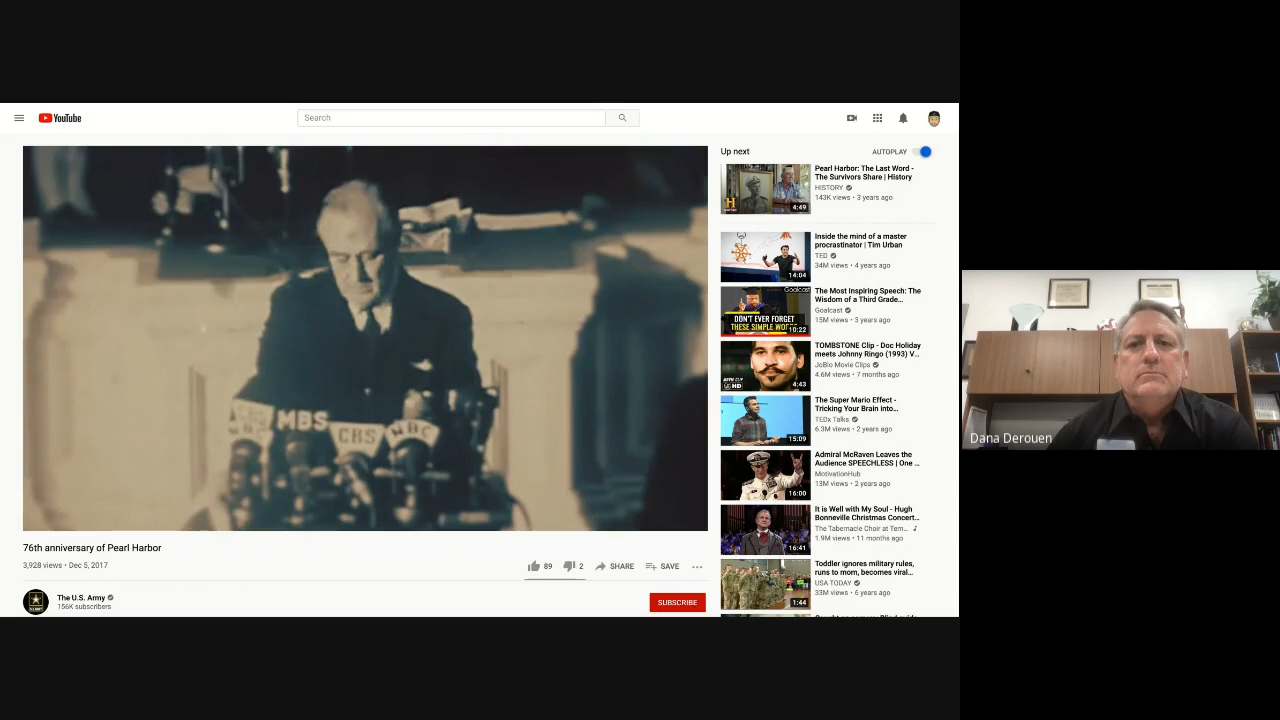 YouTube
Search
MBS
CBS
NBC
76th anniversary of Pearl Harbor
3,928 views • Dec 5, 2017
89
2
SHARE
SAVE
The U.S. Army
156K subscribers
SUBSCRIBE
Up next
AUTOPLAY
4:49
Pearl Harbor: The Last Word -
The Survivors Share | History
HISTORY
143K views • 3 years ago
14:04
Inside the mind of a master
procrastinator | Tim Urban
TED
34M views • 4 years ago
Goalcast
DON'T EVER FORGET
THESE SIMPLE
10:22
The Most Inspiring Speech: The
Wisdom of a Third Grade...
Goalcast
15M views • 3 years ago
HD
4:43
TOMBSTONE Clip - Doc Holiday
meets Johnny Ringo (1993) V...
JoBlo Movie Clips
4.6M views • 7 months ago
15:09
The Super Mario Effect -
Tricking Your Brain into...
TEDx Talks
6.3M views • 2 years ago
16:00
Admiral McRaven Leaves the
Audience SPEECHLESS | One ...
MotivationHub
13M views • 2 years ago
16:41
It is Well with My Soul - Hugh
Bonneville Christmas Concert...
The Tabernacle Choir at Tem...
1.9M views • 11 months ago
1:44
Toddler ignores military rules,
runs to mom, becomes viral...
USA TODAY
33M views • 6 years ago
Dana Derouen